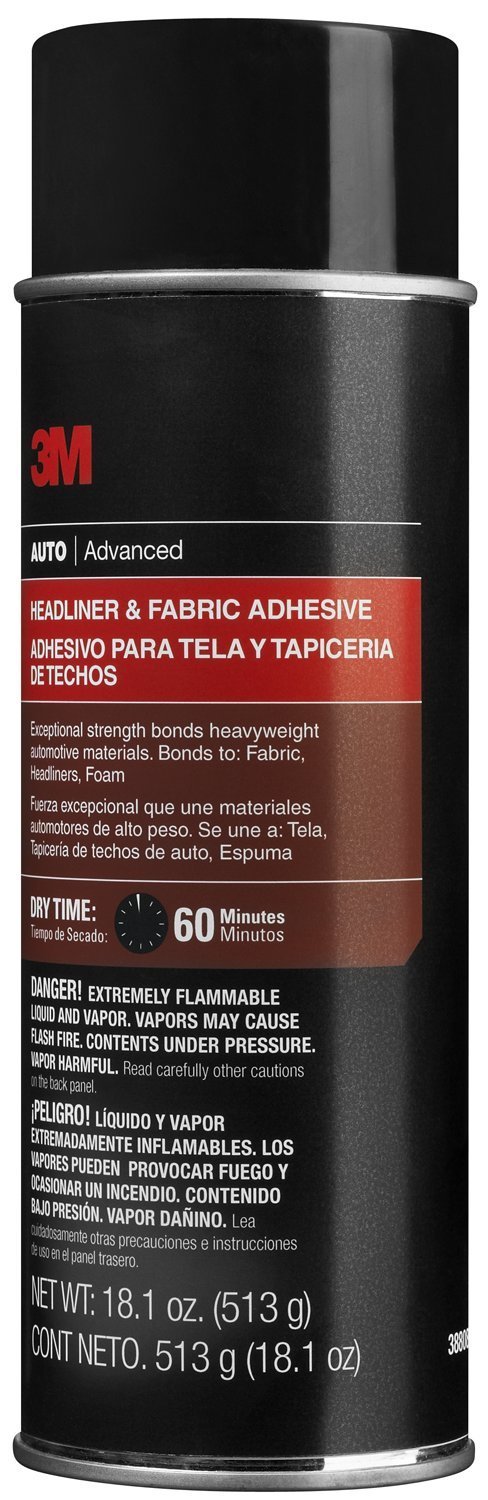 3M
AUTO | Advanced
HEADLINER & FABRIC ADHESIVE
ADHESIVO PARA TELA Y TAPICERIA
DE TECHOS
Exceptional strength bonds heavyweight
automotive materials. Bonds to: Fabric,
Headliners, Foam
Fuerza excepcional que une materiales
automotores de alto peso. Se une a: Tela,
Tapicería de techos de auto, Espuma
DRY TIME: 60 Minutes
Tiempo de Secado: Minutos
DANGER! EXTREMELY FLAMMABLE
LIQUID AND VAPOR. VAPORS MAY CAUSE
FLASH FIRE. CONTENTS UNDER PRESSURE.
VAPOR HARMFUL. Read carefully other cautions
on the back panel.
¡PELIGRO! LÍQUIDO Y VAPOR
EXTREMADAMENTE INFLAMABLES. LOS
VAPORES PUEDEN PROVOCAR FUEGO Y
OCASIONAR UN INCENDIO. CONTENIDO
BAJO PRESIÓN. VAPOR DAÑINO. Lea
cuidadosamente otras precauciones e instrucciones
de uso en el panel trasero.
NET WT: 18.1 oz. (513 g)
CONT NETO. 513 g (18.1 oz)